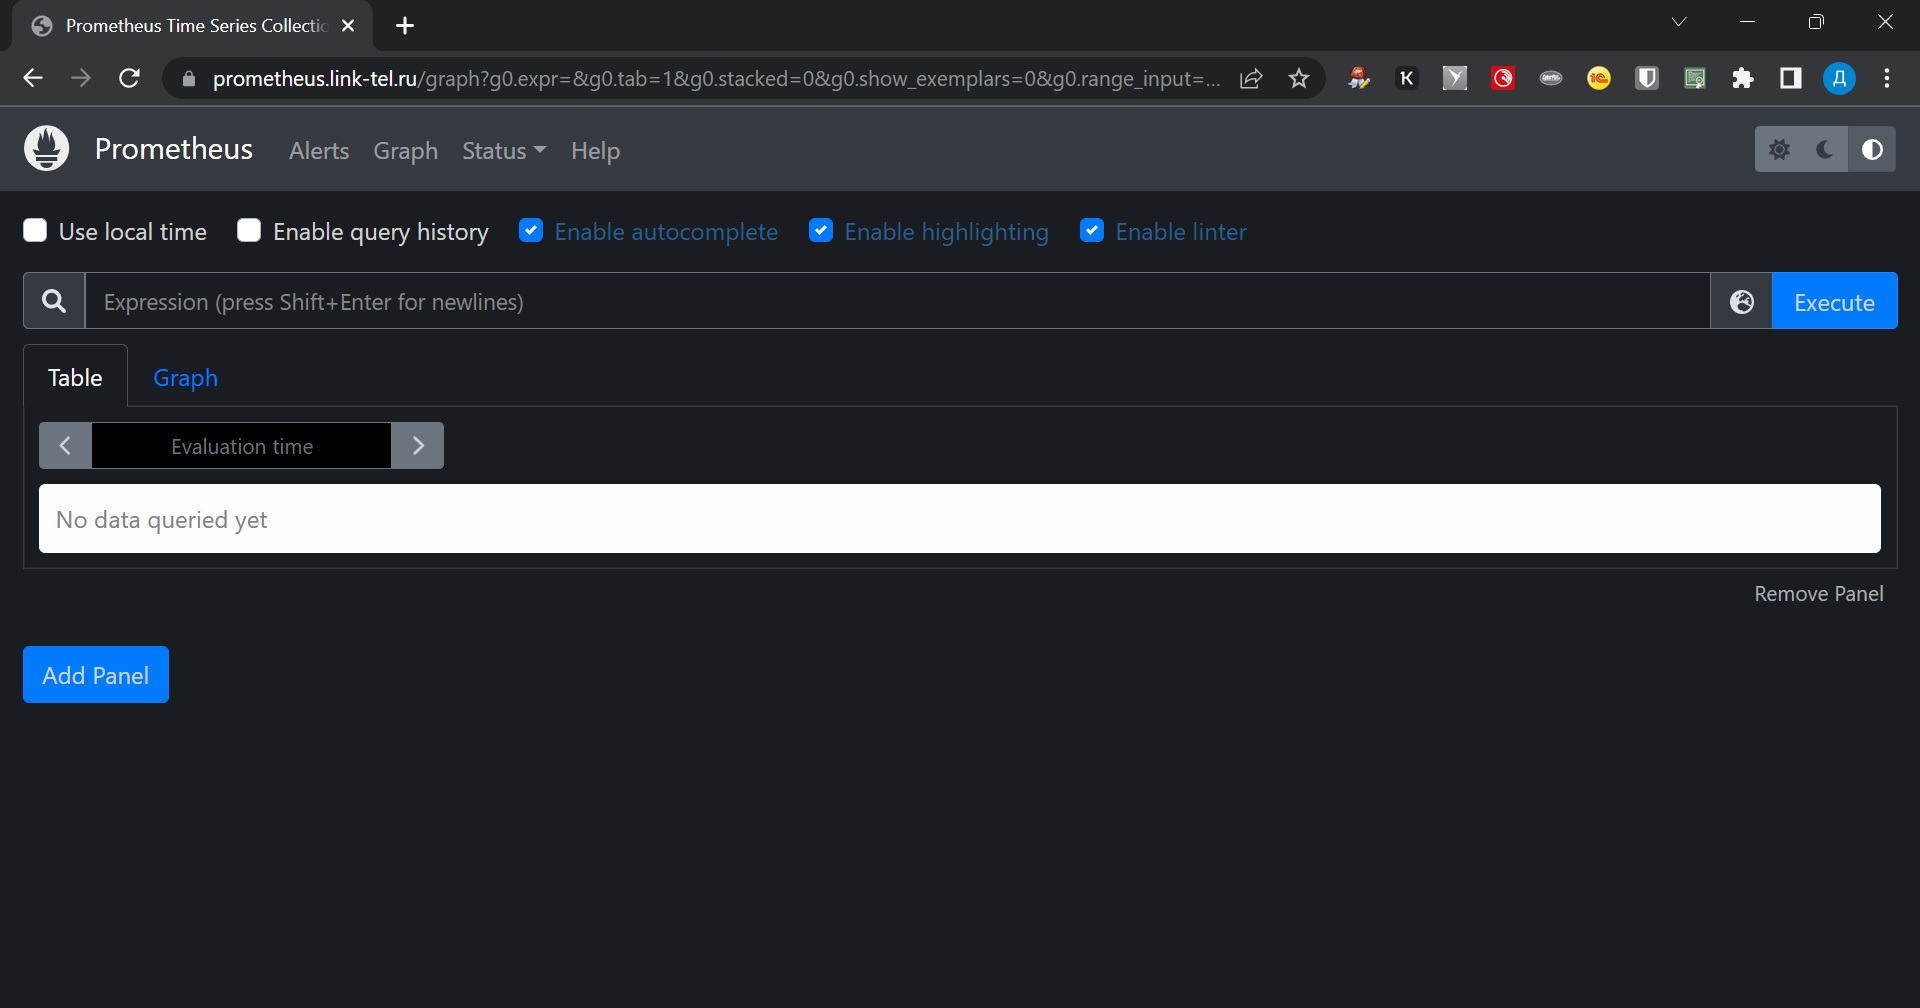 Prometheus Time Series Collectio
prometheus.link-tel.ru/graph?g0.expr=&g0.tab=1&g0.stacked=0&g0.show_exemplars=0&g0.range_input=...
K
1C
Д
Prometheus Alerts Graph Status Help
Use local time Enable query history Enable autocomplete Enable highlighting Enable linter
Expression (press Shift+Enter for newlines) Execute
Table Graph
Evaluation time
No data queried yet
Remove Panel
Add Panel